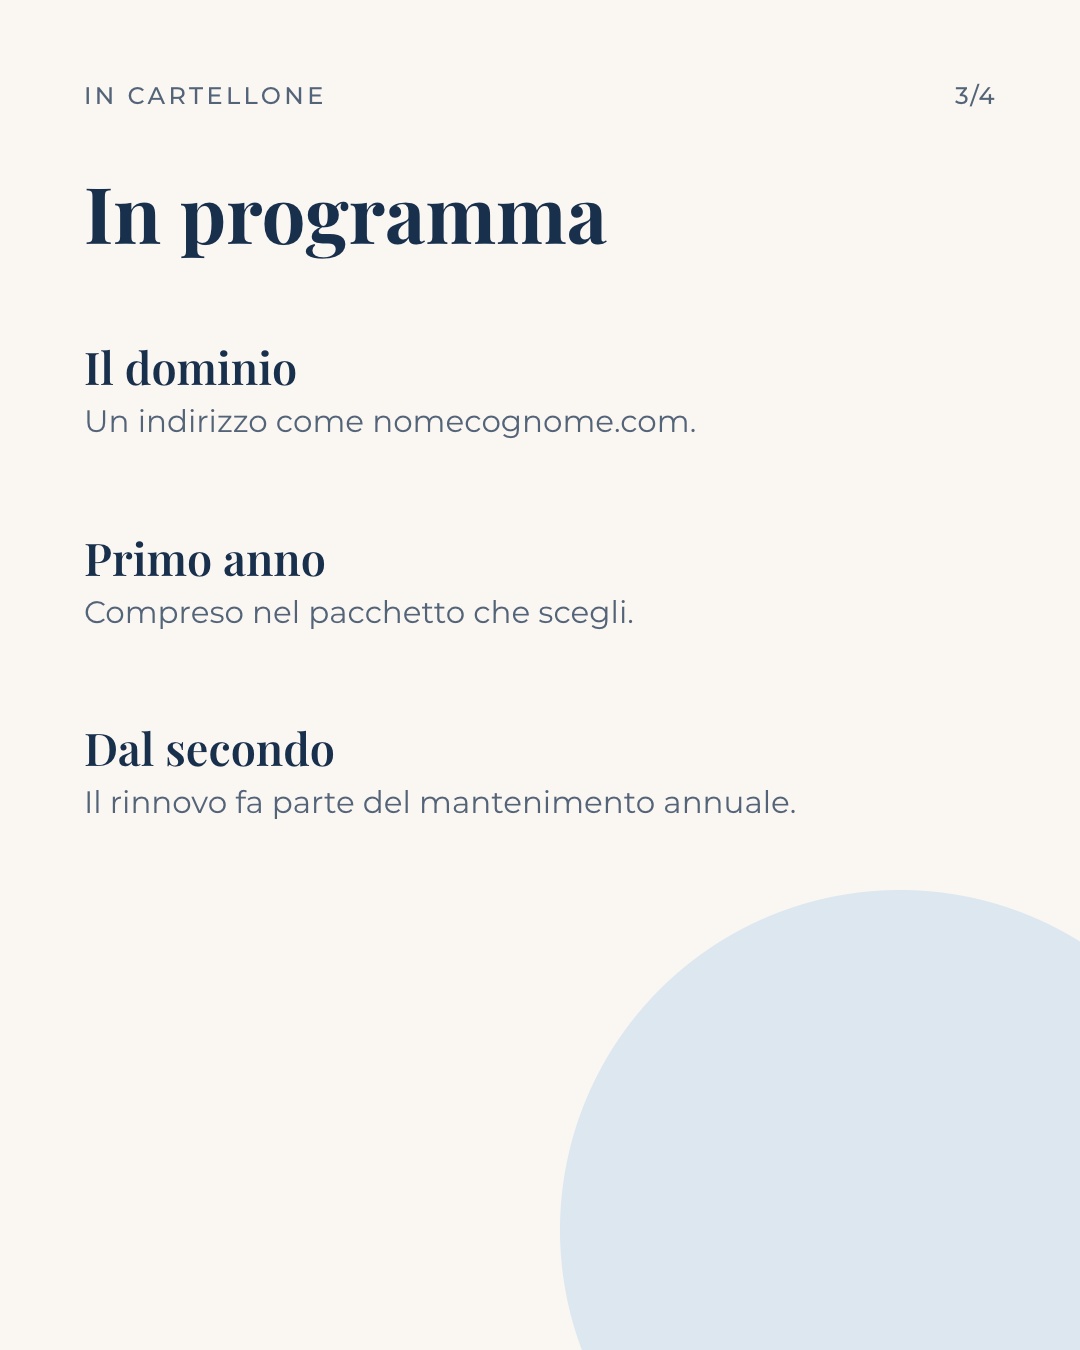 IN CARTELLONE
3/4
In programma
Il dominio
Un indirizzo come nomecognome.com.
Primo anno
Compreso nel pacchetto che scegli.
Dal secondo
Il rinnovo fa parte del mantenimento annuale.